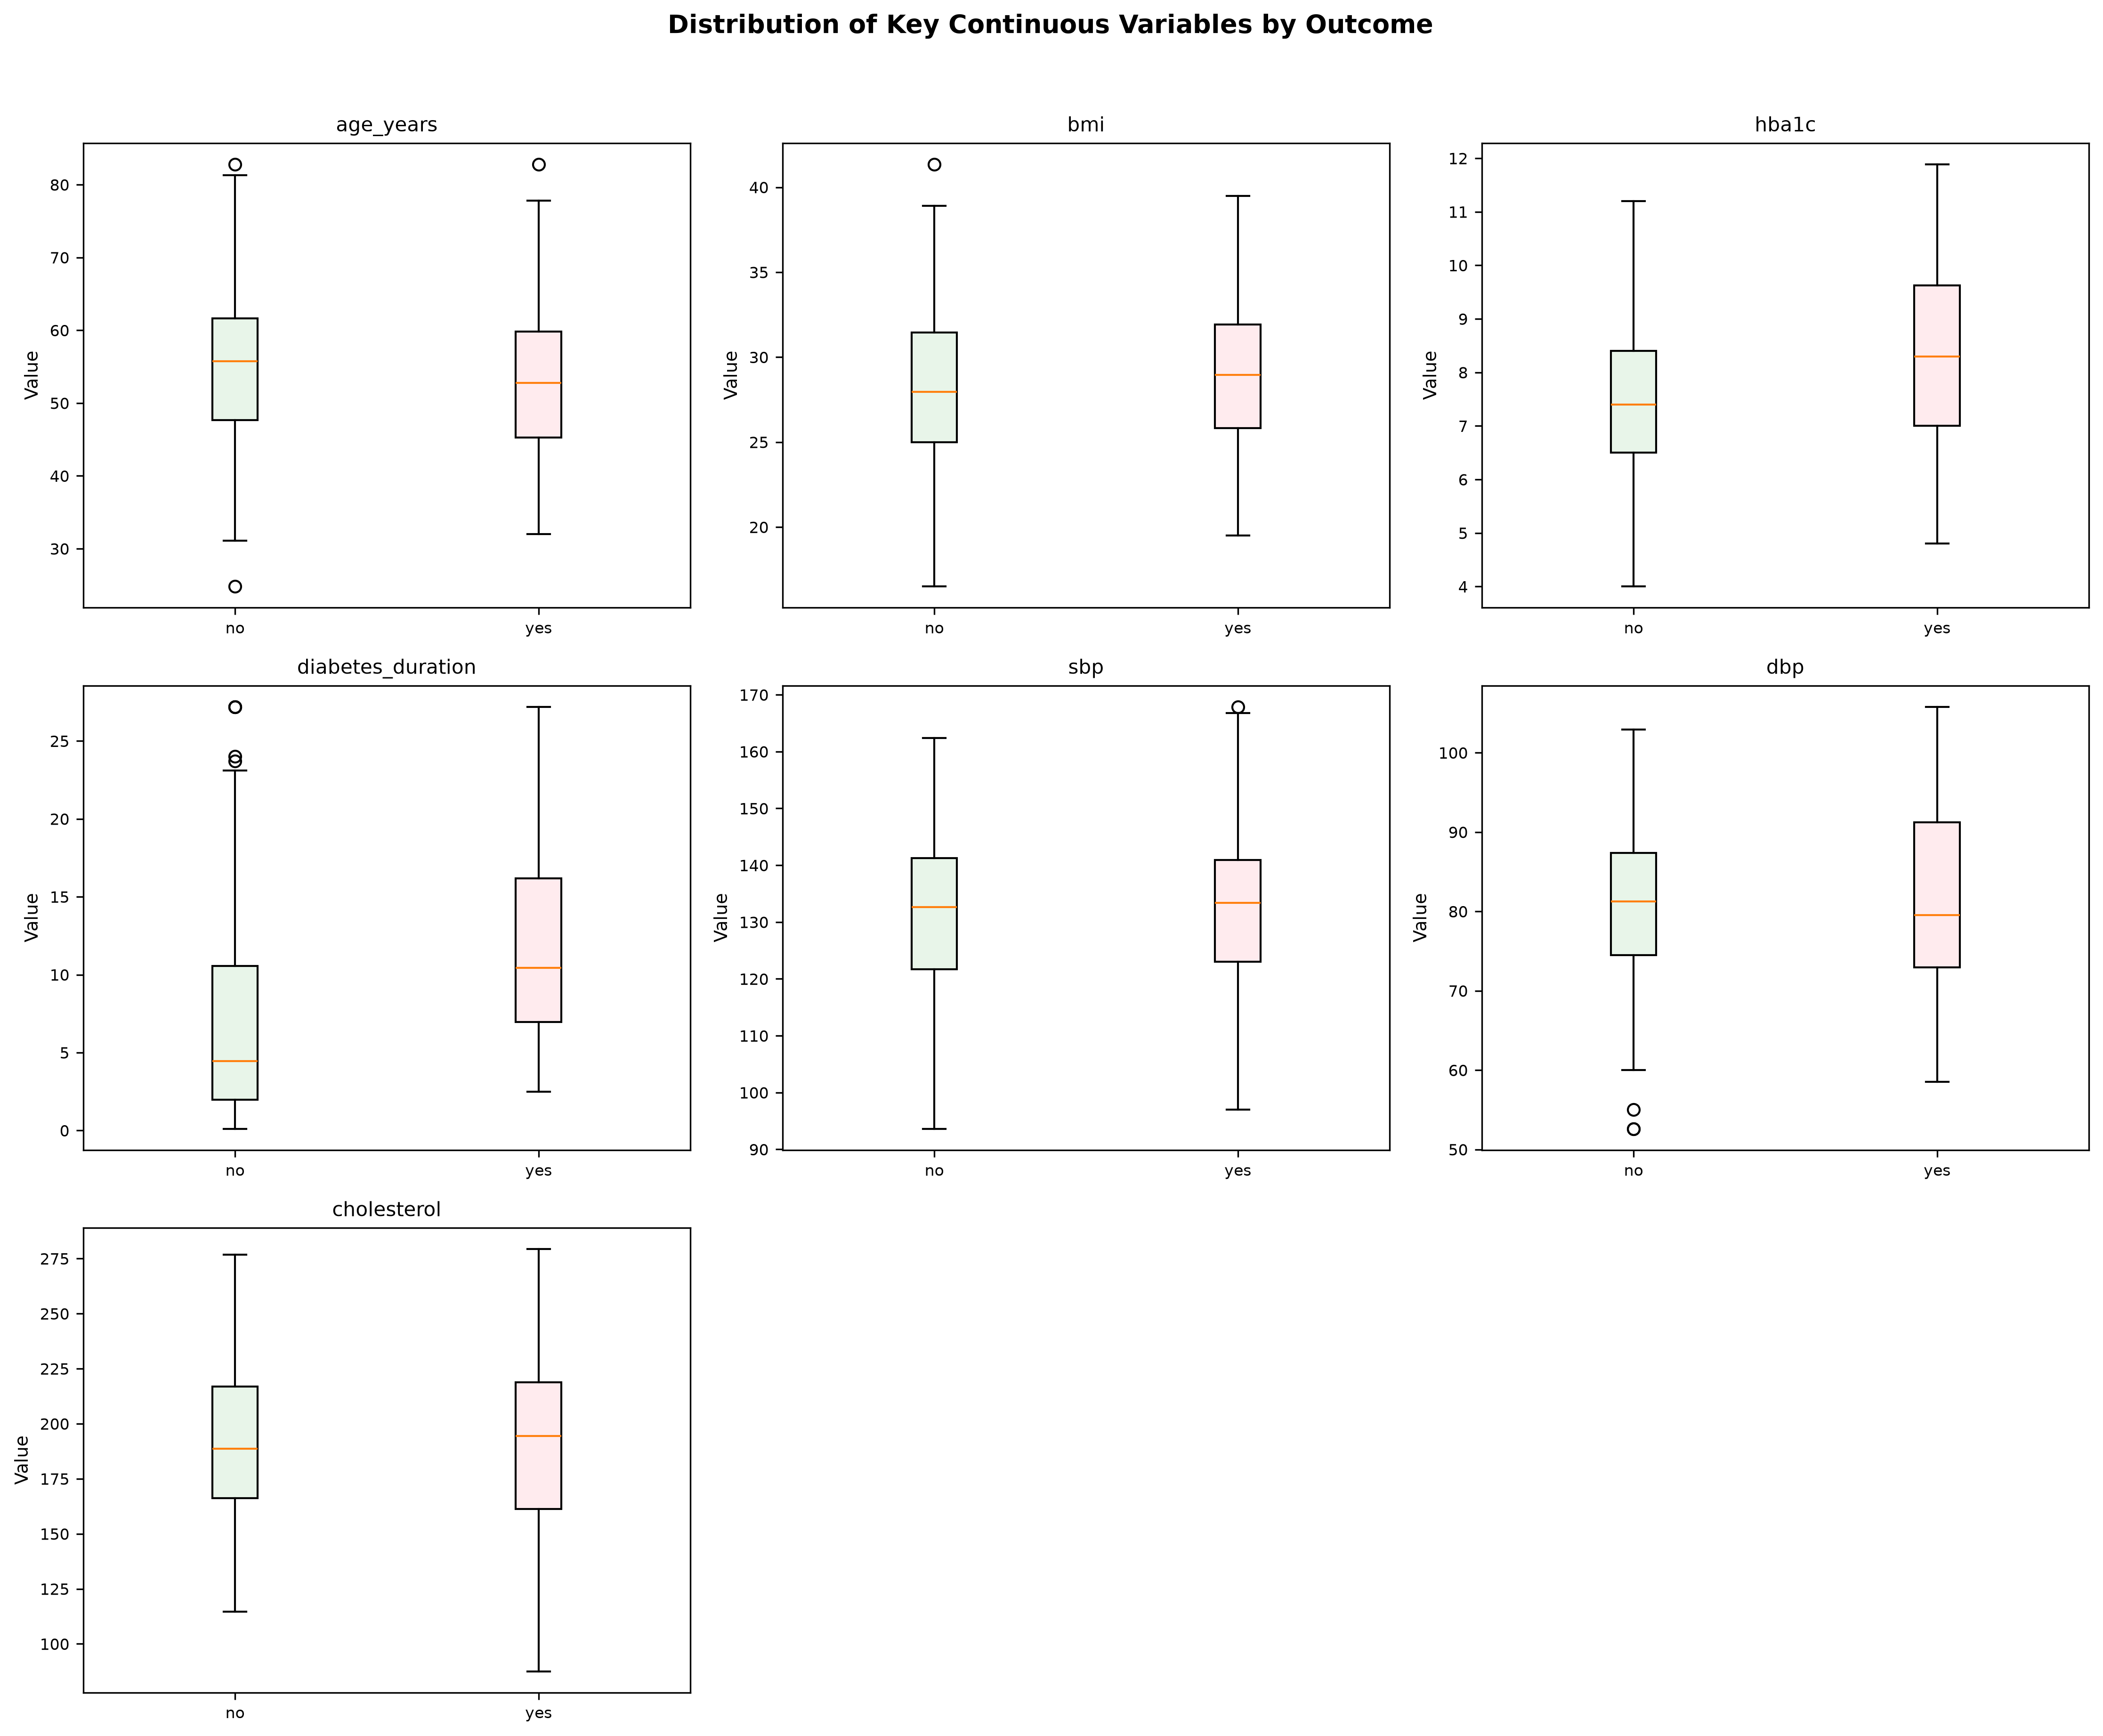 Distribution of Key Continuous Variables by Outcome
age_years
Value
80
70
60
50
40
30
no yes
bmi
Value
40
35
30
25
20
no yes
hba1c
Value
12
11
10
9
8
7
6
5
4
no yes
diabetes_duration
Value
25
20
15
10
5
0
no yes
sbp
Value
170
160
150
140
130
120
110
100
90
no yes
dbp
Value
100
90
80
70
60
50
no yes
cholesterol
Value
275
250
225
200
175
150
125
100
no yes